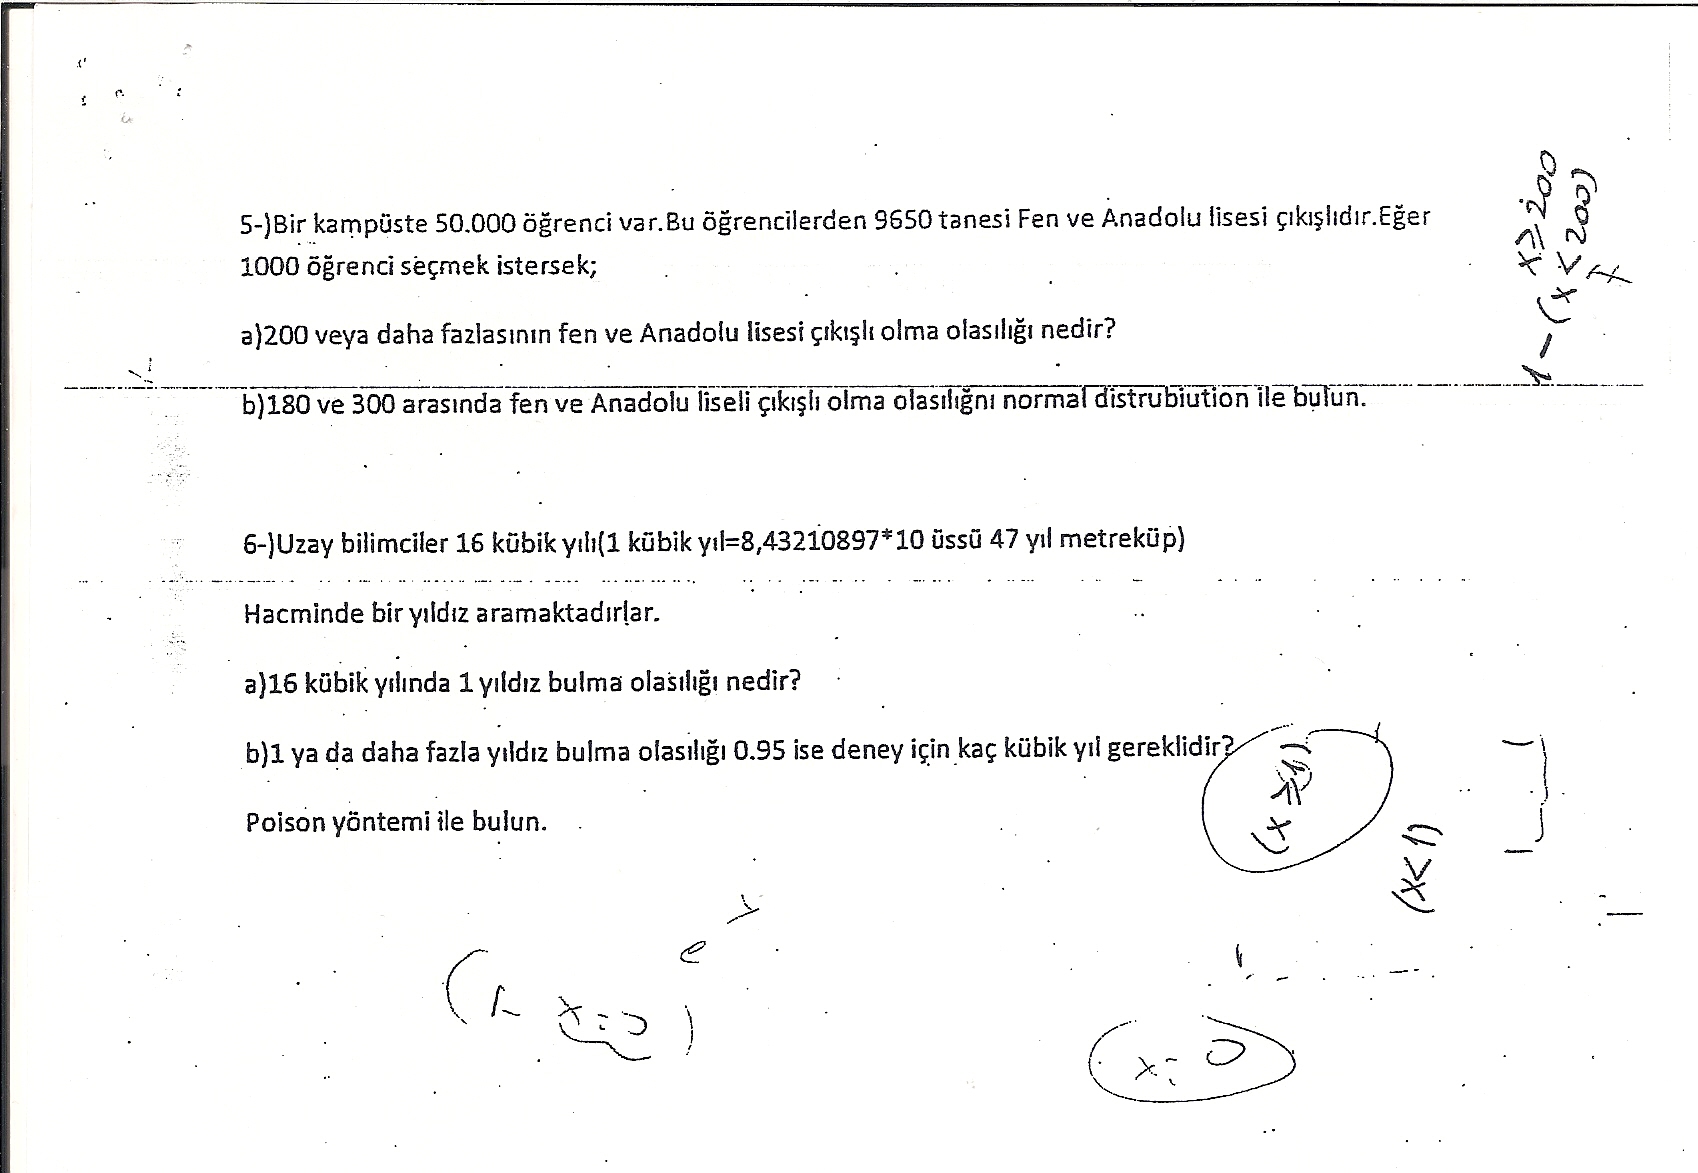 5-)Bir kampüste 50.000 öğrenci var.Bu öğrencilerden 9650 tanesi Fen ve Anadolu lisesi çıkışlıdır.Eğer
1000 öğrenci seçmek istersek;
a)200 veya daha fazlasının fen ve Anadolu lisesi çıkışlı olma olasılığı nedir?
b)180 ve 300 arasında fen ve Anadolu liseli çıkışlı olma olasılığnı normal distrubiution ile bulun.
x≥200
1-(x<200)
6-)Uzay bilimciler 16 kübik yılı(1 kübik yıl=8,43210897*10 üssü 47 yıl metreküp)
Hacminde bir yıldız aramaktadırlar.
a)16 kübik yılında 1 yıldız bulma olasılığı nedir?
b)1 ya da daha fazla yıldız bulma olasılığı 0.95 ise deney için kaç kübik yıl gereklidir?
Poison yöntemi ile bulun.
(x≥1)
(x<1)
e
x=0